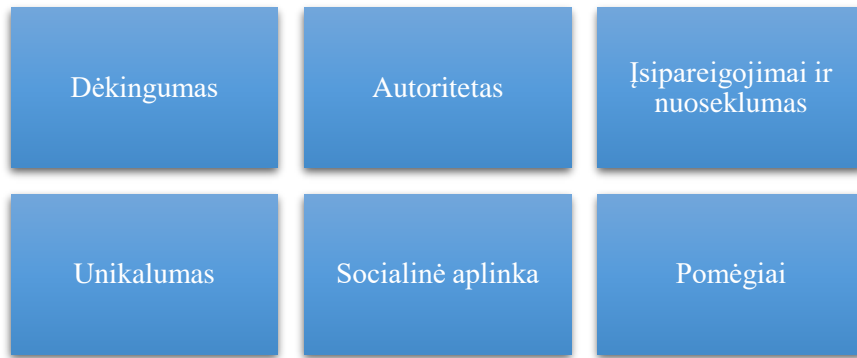 Dėkingumas
Autoritetas
Įsipareigojimai ir
nuoseklumas
Unikalumas
Socialinė aplinka
Pomėgiai